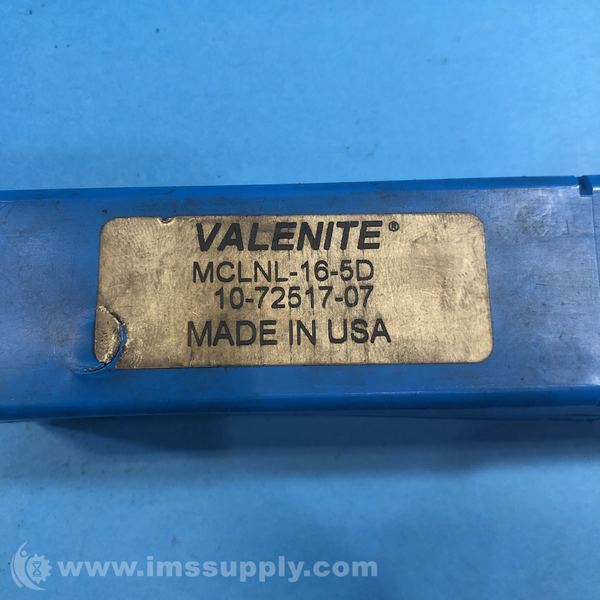 VALENITE®
MCLNL-16-5D
10-72517-07
MADE IN USA
www.imssupply.com